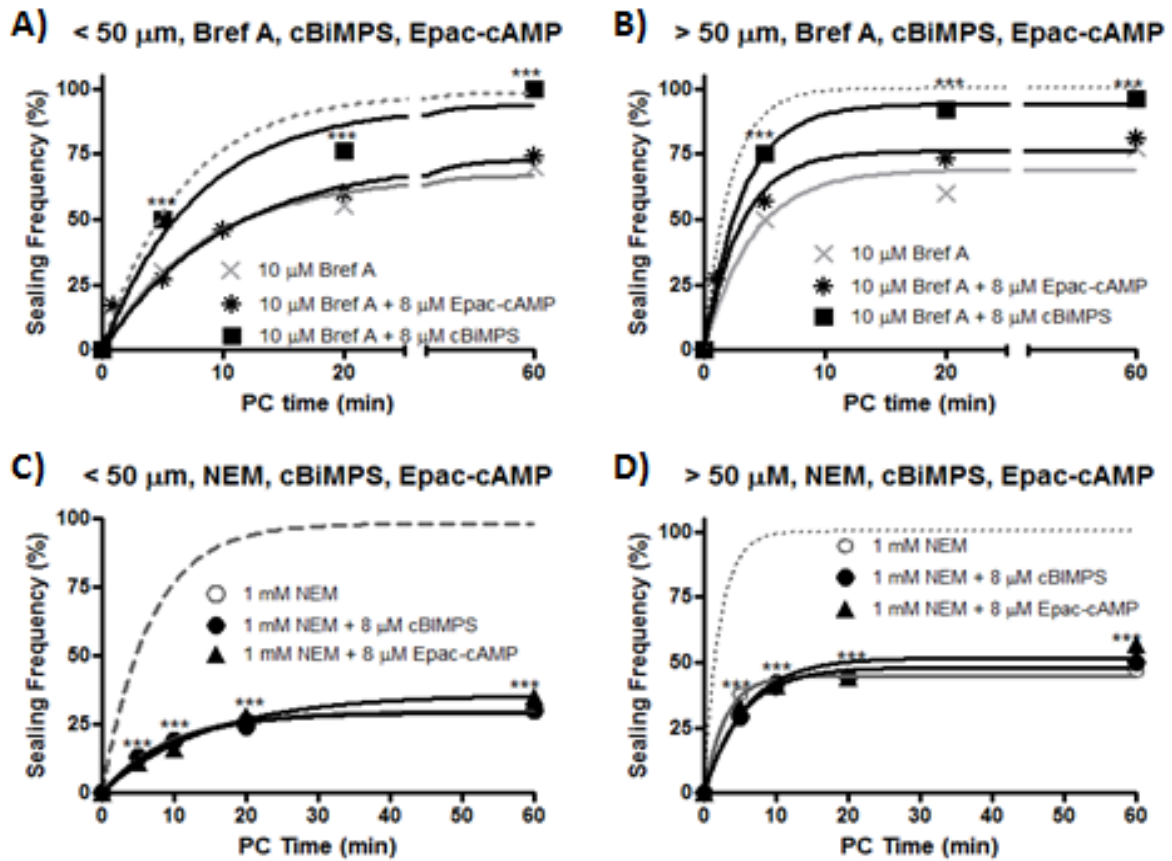 A) < 50 μm, Bref A, cBiMPS, Epac-cAMP
Sealing Frequency (%)
100
75
50
25
0
***
***
***
10 μM Bref A
10 μM Bref A + 8 μM Epac-cAMP
10 μM Bref A + 8 μM cBiMPS
0 10 20 60
PC time (min)
B) > 50 μm, Bref A, cBiMPS, Epac-cAMP
Sealing Frequency (%)
100
75
50
25
0
***
***
***
10 μM Bref A
10 μM Bref A + 8 μM Epac-cAMP
10 μM Bref A + 8 μM cBiMPS
0 10 20 60
PC time (min)
C) < 50 μm, NEM, cBiMPS, Epac-cAMP
Sealing Frequency (%)
100
75
50
25
0
1 mM NEM
1 mM NEM + 8 μM cBIMPS
1 mM NEM + 8 μM Epac-cAMP
***
***
***
***
0 10 20 30 40 50 60
PC Time (min)
D) > 50 μM, NEM, cBiMPS, Epac-cAMP
Sealing Frequency (%)
100
75
50
25
0
1 mM NEM
1 mM NEM + 8 μM cBIMPS
1 mM NEM + 8 μM Epac-cAMP
***
***
***
***
0 10 20 30 40 50 60
PC Time (min)